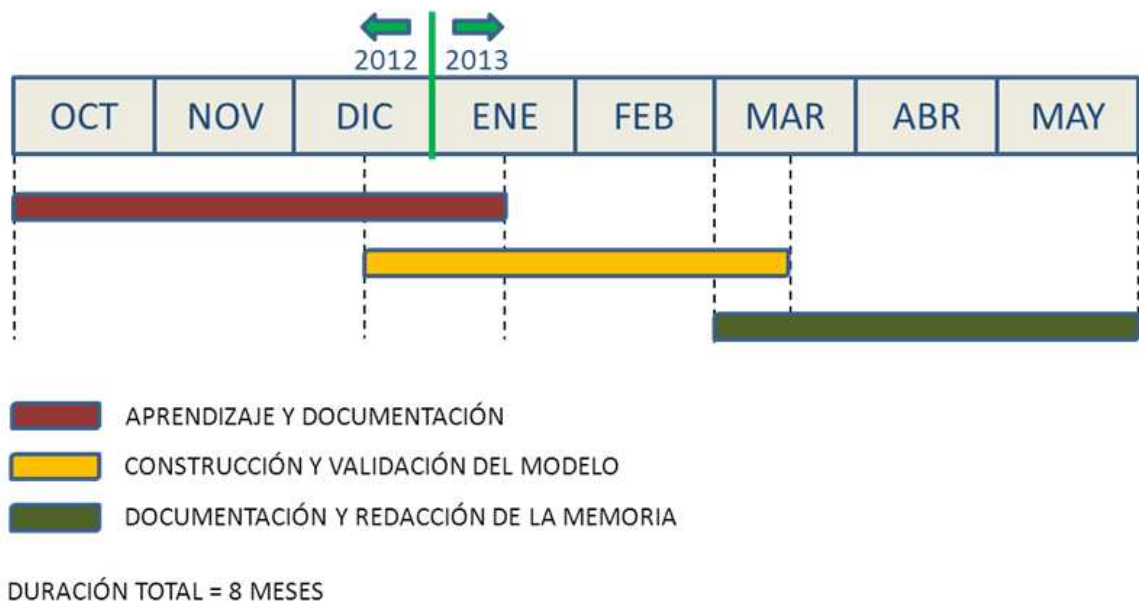 2012 2013
OCT NOV DIC ENE FEB MAR ABR MAY
APRENDIZAJE Y DOCUMENTACIÓN
CONSTRUCCIÓN Y VALIDACIÓN DEL MODELO
DOCUMENTACIÓN Y REDACCIÓN DE LA MEMORIA
DURACIÓN TOTAL = 8 MESES